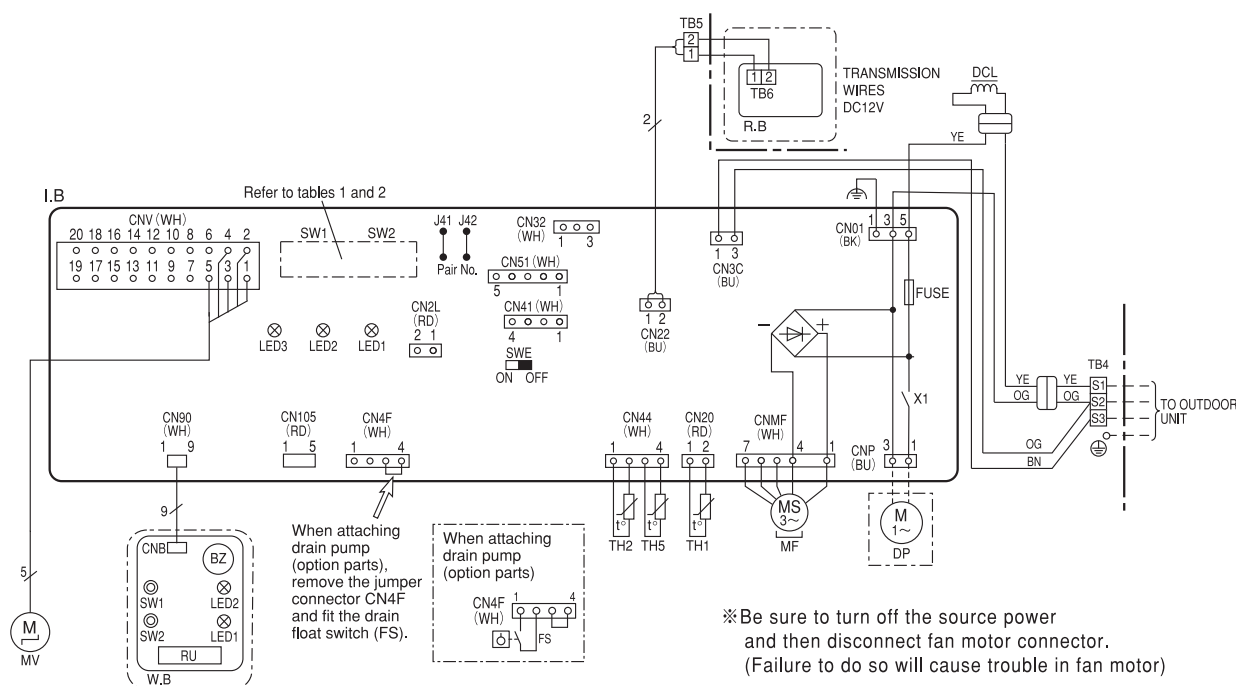 TB5
2
1
1 2
TB6
R.B
TRANSMISSION
WIRES
DC12V
DCL
YE
2
I.B
Refer to tables 1 and 2
CNV (WH)
20 18 16 14 12 10 8 6 4 2
19 17 15 13 11 9 7 5 3 1
SW1 SW2
J41 J42
Pair No.
CN32
(WH)
1 3
CN51 (WH)
5 1
CN41 (WH)
4 1
SWE
ON OFF
CN2L
(RD)
2 1
LED3 LED2 LED1
1 2
CN22
(BU)
1 3
CN3C
(BU)
1 3 5
CN01
(BK)
FUSE
− +
X1
TB4
YE YE S1
OG OG S2
S3
OG
BN
TO OUTDOOR
UNIT
CN90
(WH)
1 9
CN105
(RD)
1 5
CN4F
(WH)
1 4
CN44
(WH)
1 4
CN20
(RD)
1 2
CNMF
(WH)
7 4 1
CNP
(BU)
3 1
t° t° t°
TH2 TH5 TH1
MS
3~
MF
M
1~
DP
9
CNB
BZ
SW1 LED2
SW2 LED1
RU
W.B
5
M
MV
When attaching
drain pump
(option parts),
remove the jumper
connector CN4F
and fit the drain
float switch (FS).
When attaching
drain pump
(option parts)
CN4F
(WH)
1 4
FS
※Be sure to turn off the source power
and then disconnect fan motor connector.
(Failure to do so will cause trouble in fan motor)